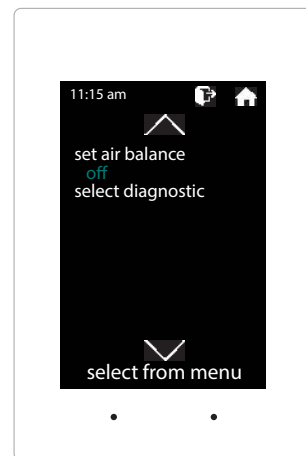 11:15 am
set air balance
off
select diagnostic
select from menu